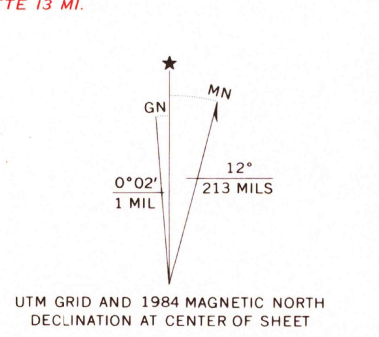 TTE 13 MI.
★
MN
GN
0°02'
1 MIL
12°
213 MILS
UTM GRID AND 1984 MAGNETIC NORTH
DECLINATION AT CENTER OF SHEET